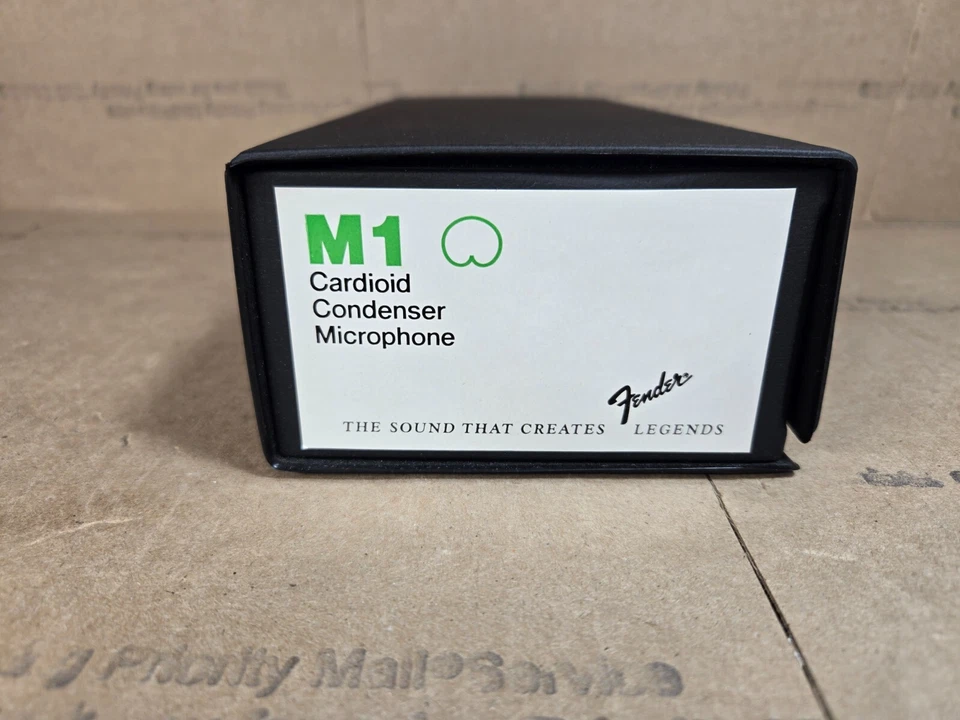 M1
Cardioid
Condenser
Microphone
Fender
THE SOUND THAT CREATES LEGENDS
Priority Mail® Service